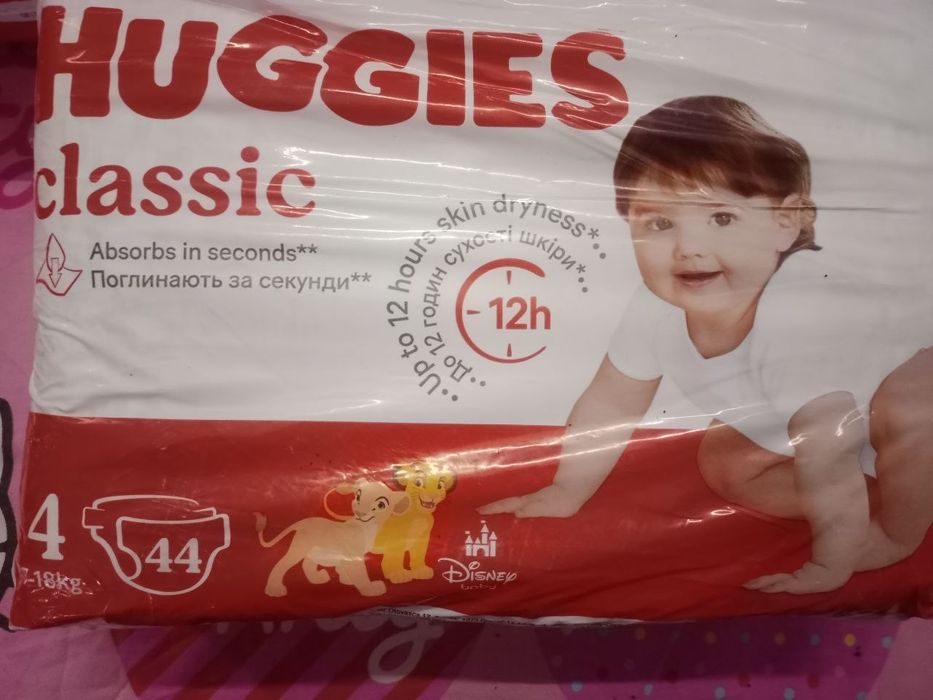 HUGGIES
classic
Absorbs in seconds**
Поглинають за секунди**
Up to 12 hours skin dryness*
До 12 годин сухості шкіри*
12h
4
44
7-18kg
Disney
baby